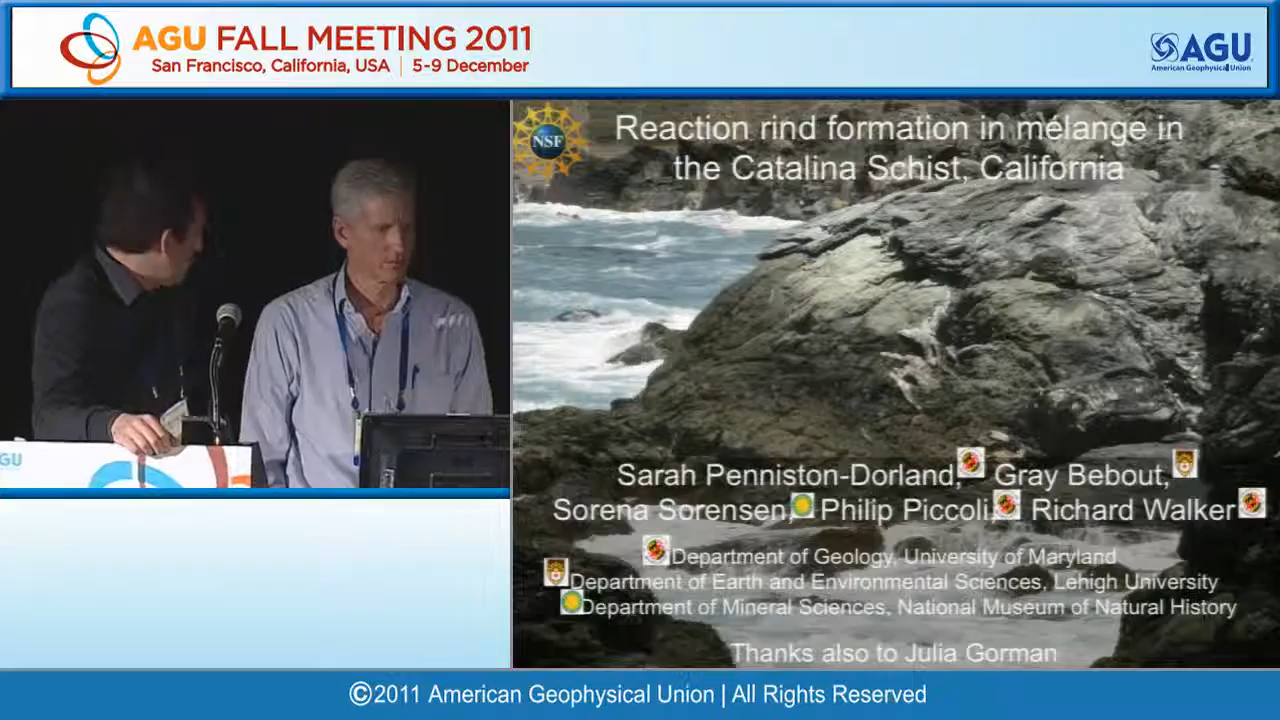 AGU FALL MEETING 2011
San Francisco, California, USA | 5-9 December
AGU
American Geophysical Union
NSF
Reaction rind formation in mélange in
the Catalina Schist, California
Sarah Penniston-Dorland, Gray Bebout,
Sorena Sorensen, Philip Piccoli, Richard Walker
Department of Geology, University of Maryland
Department of Earth and Environmental Sciences, Lehigh University
Department of Mineral Sciences, National Museum of Natural History
Thanks also to Julia Gorman
GU
©2011 American Geophysical Union | All Rights Reserved